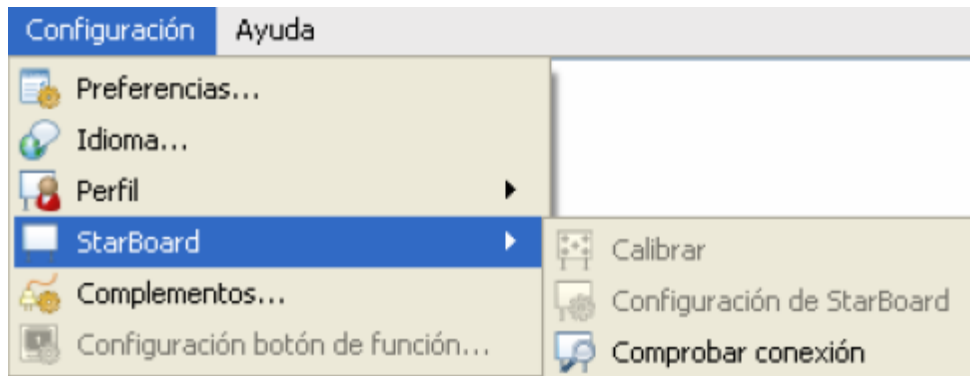 Configuración Ayuda
Preferencias...
Idioma...
Perfil
StarBoard
Calibrar
Complementos...
Configuración de StarBoard
Configuración botón de función...
Comprobar conexión